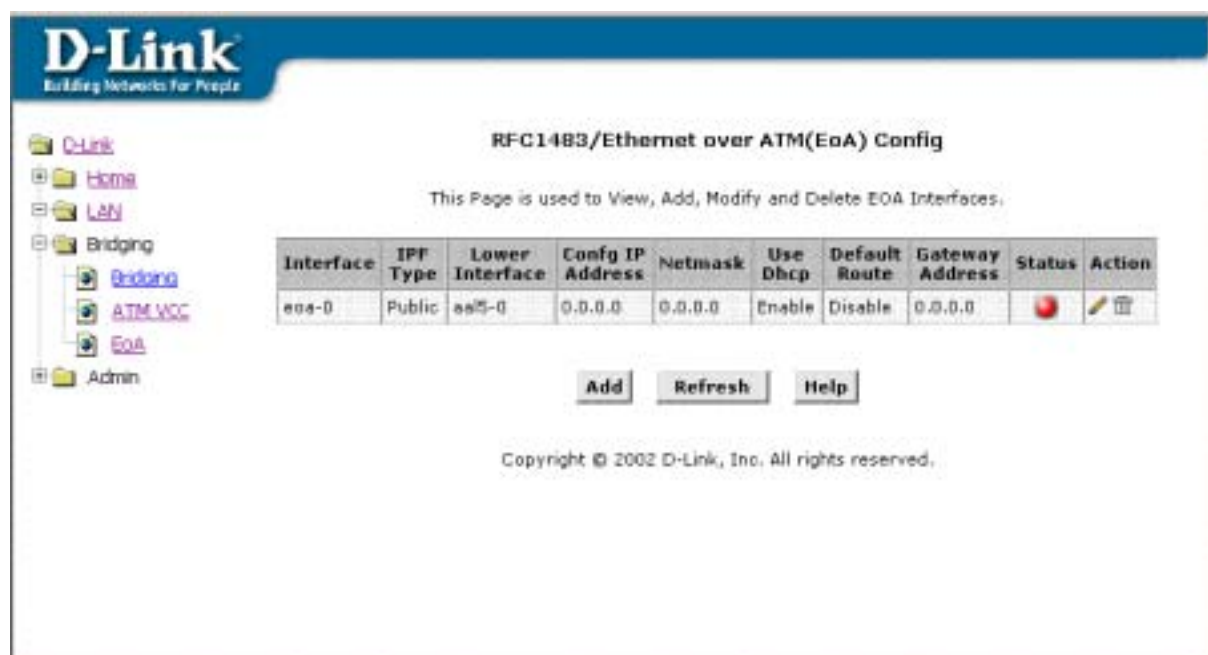 D-Link
Building Networks For People
D-Link
Home
LAN
Bridging
Bridging
ATM VCC
EoA
Admin
RFC1483/Ethernet over ATM(EoA) Config
This Page is used to View, Add, Modify and Delete EOA Interfaces.
Interface IPF Type Lower Interface Confg IP Address Netmask Use Dhcp Default Route Gateway Address Status Action
eoa-0 Public aal5-0 0.0.0.0 0.0.0.0 Enable Disable 0.0.0.0
Add Refresh Help
Copyright © 2002 D-Link, Inc. All rights reserved.